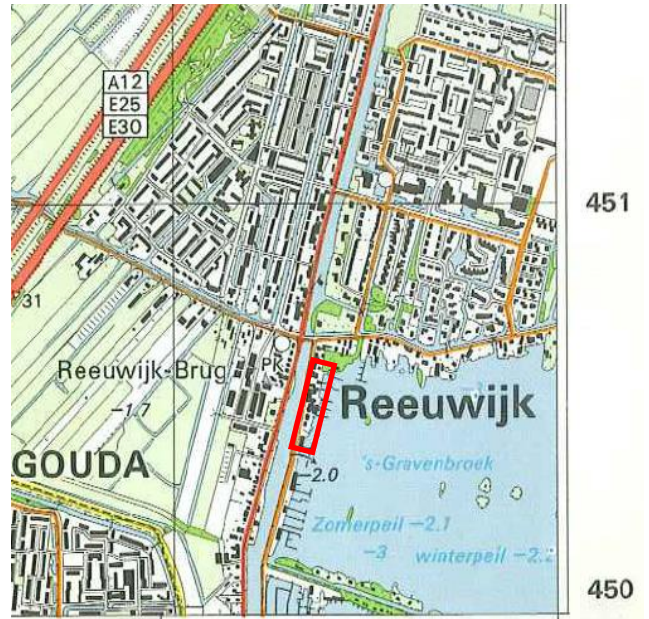 A12
E25
E30
451
31
Reeuwijk-Brug
PK
-1.7
Reeuwijk
GOUDA
's-Gravenbroek
-2.0
Zomerpeil -2.1
-3
winterpeil -2.2
450